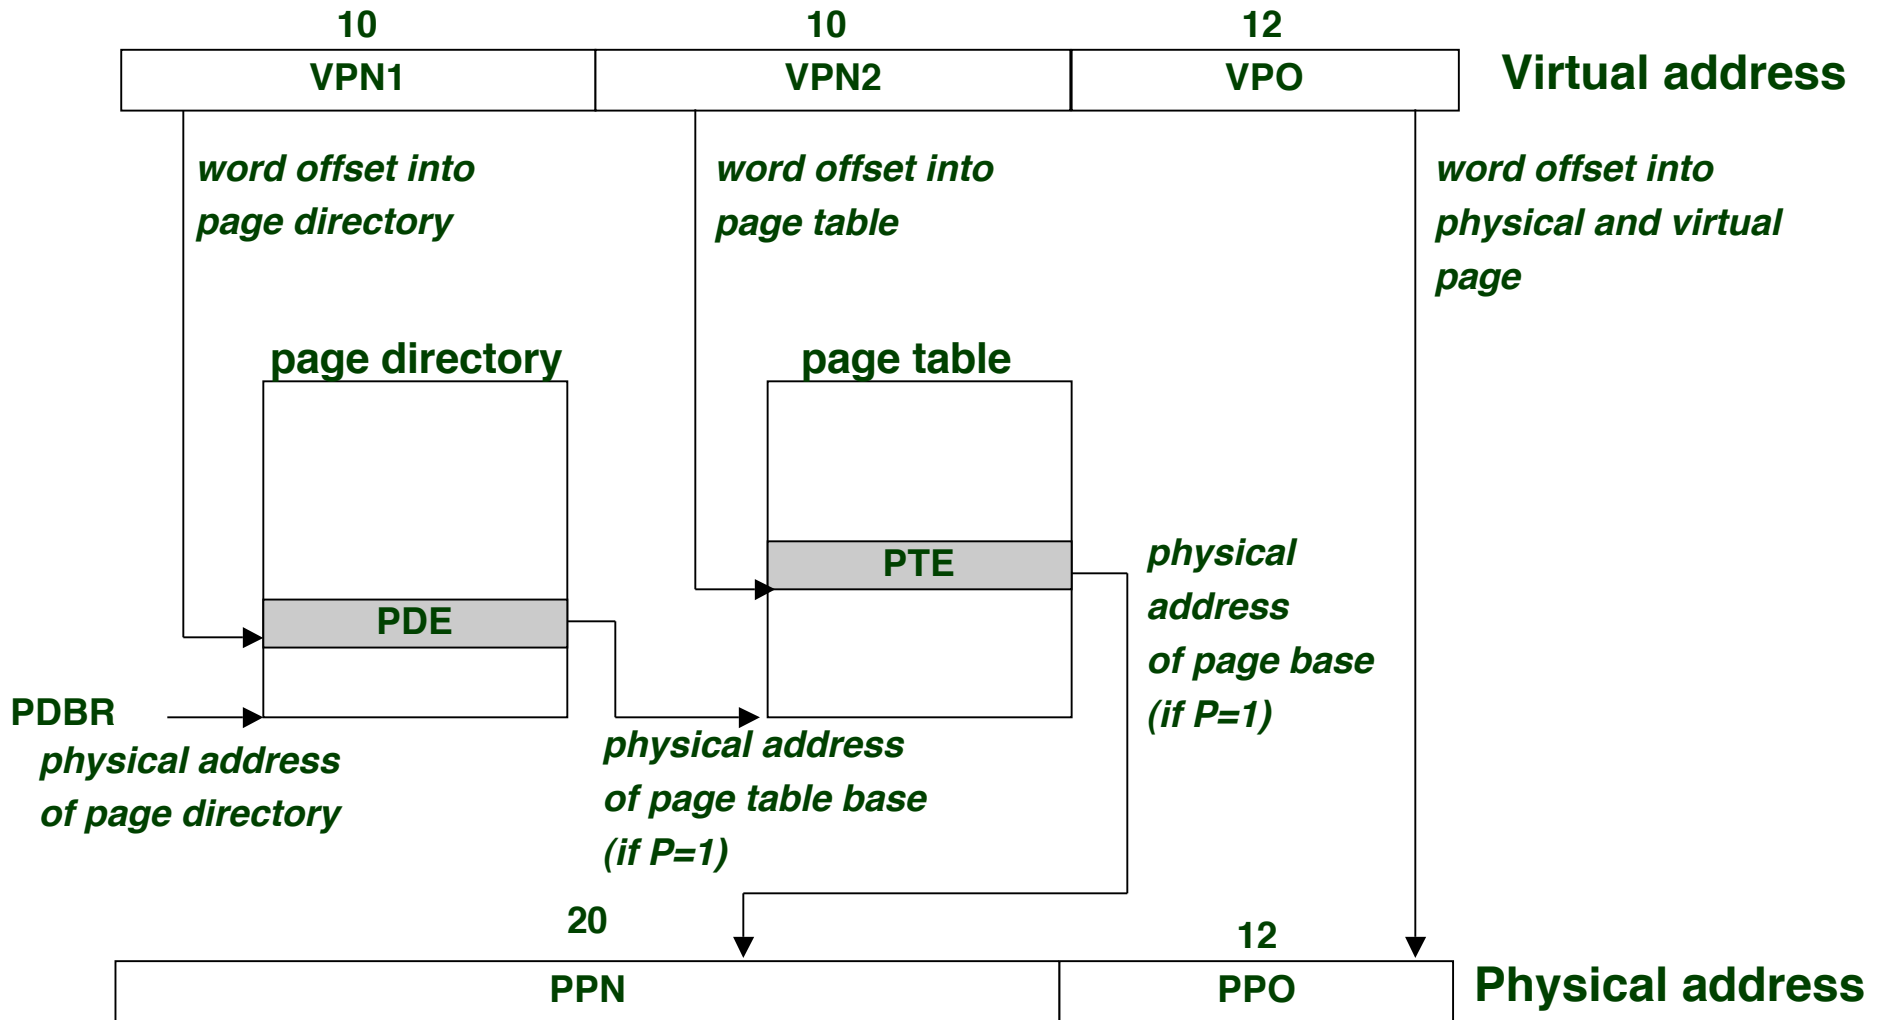 10
10
12
VPN1
VPN2
VPO
Virtual address
word offset into
page directory
word offset into
page table
word offset into
physical and virtual
page
page directory
page table
PTE
PDE
physical
address
of page base
(if P=1)
PDBR
physical address
of page directory
physical address
of page table base
(if P=1)
20
12
PPN
PPO
Physical address